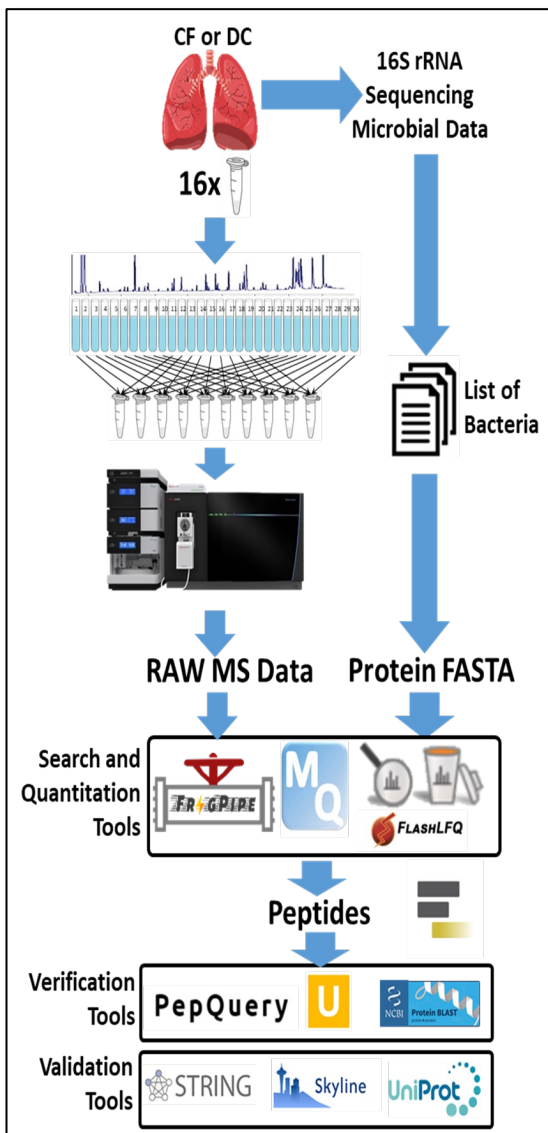 CF or DC
16S rRNA
Sequencing
Microbial Data
16x
1 2 3 4 5 6 7 8 9 10 11 12 13 14 15 16 17 18 19 20 21 22 23 24 25 26 27 28 29 30
List of
Bacteria
RAW MS Data
Protein FASTA
Search and
Quantitation
Tools
FRAGPIPE
MQ
FLASHLFQ
Peptides
Verification
Tools
PepQuery
U
NCBI
Protein BLAST
Validation
Tools
STRING
Skyline
UniProt